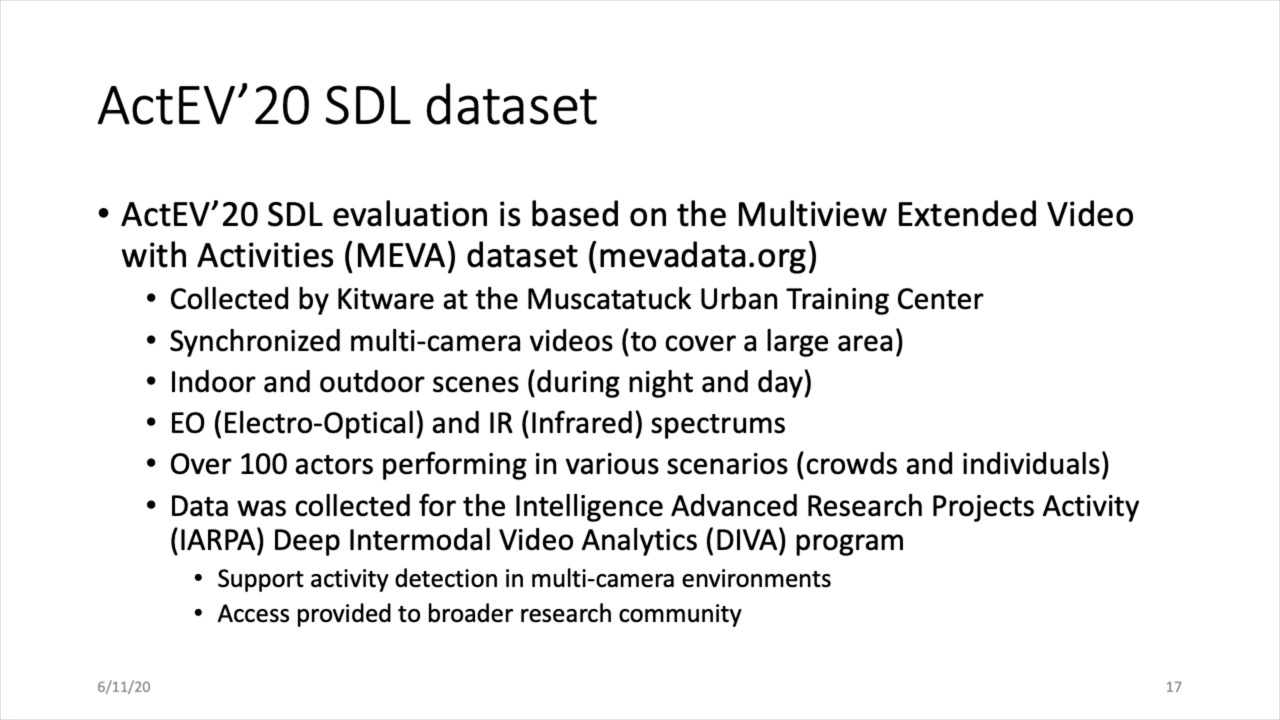 ActEV’20 SDL dataset
• ActEV’20 SDL evaluation is based on the Multiview Extended Video
with Activities (MEVA) dataset (mevadata.org)
• Collected by Kitware at the Muscatatuck Urban Training Center
• Synchronized multi-camera videos (to cover a large area)
• Indoor and outdoor scenes (during night and day)
• EO (Electro-Optical) and IR (Infrared) spectrums
• Over 100 actors performing in various scenarios (crowds and individuals)
• Data was collected for the Intelligence Advanced Research Projects Activity
(IARPA) Deep Intermodal Video Analytics (DIVA) program
• Support activity detection in multi-camera environments
• Access provided to broader research community
6/11/20
17